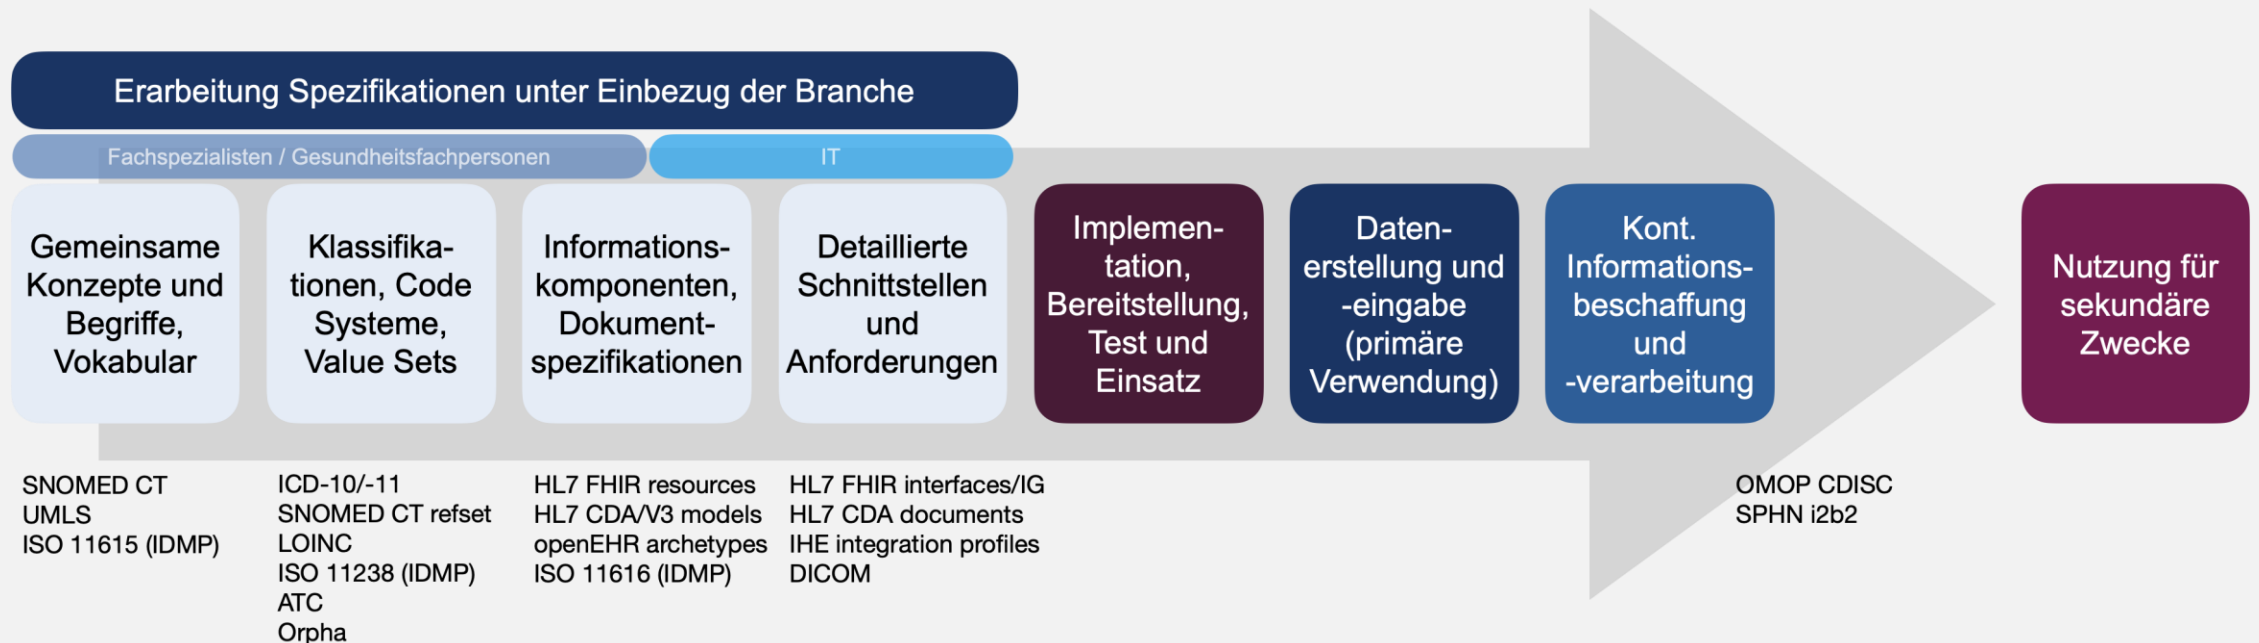 Erarbeitung Spezifikationen unter Einbezug der Branche
Fachspezialisten / Gesundheitsfachpersonen
IT
Gemeinsame
Konzepte und
Begriffe,
Vokabular
Klassifika-
tionen, Code
Systeme,
Value Sets
Informations-
komponenten,
Dokument-
spezifikationen
Detaillierte
Schnittstellen
und
Anforderungen
Implemen-
tation,
Bereitstellung,
Test und
Einsatz
Daten-
erstellung und
-eingabe
(primäre
Verwendung)
Kont.
Informations-
beschaffung
und
-verarbeitung
Nutzung für
sekundäre
Zwecke
SNOMED CT
UMLS
ISO 11615 (IDMP)
ICD-10/-11
SNOMED CT refset
LOINC
ISO 11238 (IDMP)
ATC
Orpha
HL7 FHIR resources
HL7 CDA/V3 models
openEHR archetypes
ISO 11616 (IDMP)
HL7 FHIR interfaces/IG
HL7 CDA documents
IHE integration profiles
DICOM
OMOP CDISC
SPHN i2b2